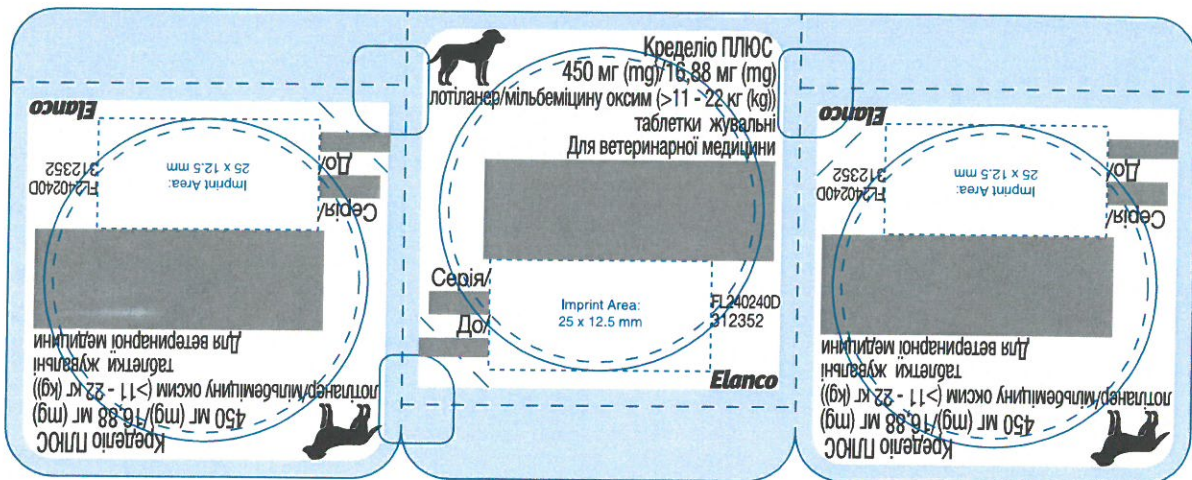 Кределіо ПЛЮС
450 мг (mg)/16,88 мг (mg)
лотіланер/мільбеміцину оксим (>11 - 22 кг (kg))
таблетки жувальні
Для ветеринарної медицини
Серія/
До/
Imprint Area:
25 x 12.5 mm
FL240240D
312352
Elanco
Кределіо ПЛЮС
450 мг (mg)/16,88 мг (mg)
лотіланер/мільбеміцину оксим (>11 - 22 кг (kg))
таблетки жувальні
Для ветеринарної медицини
Серія/
До/
Imprint Area:
25 x 12.5 mm
FL240240D
312352
Elanco
Кределіо ПЛЮС
450 мг (mg)/16,88 мг (mg)
лотіланер/мільбеміцину оксим (>11 - 22 кг (kg))
таблетки жувальні
Для ветеринарної медицини
Серія/
До/
Imprint Area:
25 x 12.5 mm
FL240240D
312352
Elanco